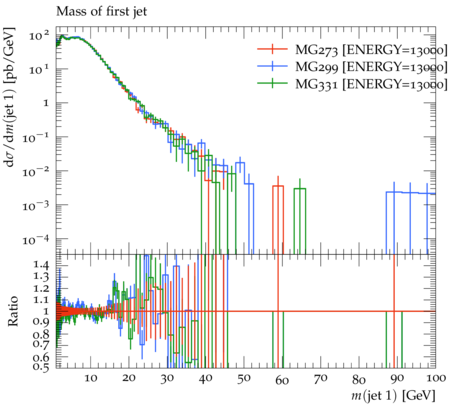 Mass of first jet
dσ/dm(jet 1) [pb/GeV]
10²
10¹
1
10⁻¹
10⁻²
10⁻³
10⁻⁴
MG273 [ENERGY=13000]
MG299 [ENERGY=13000]
MG331 [ENERGY=13000]
Ratio
1.4
1.3
1.2
1.1
1
0.9
0.8
0.7
0.6
0.5
10 20 30 40 50 60 70 80 90 100
m(jet 1) [GeV]